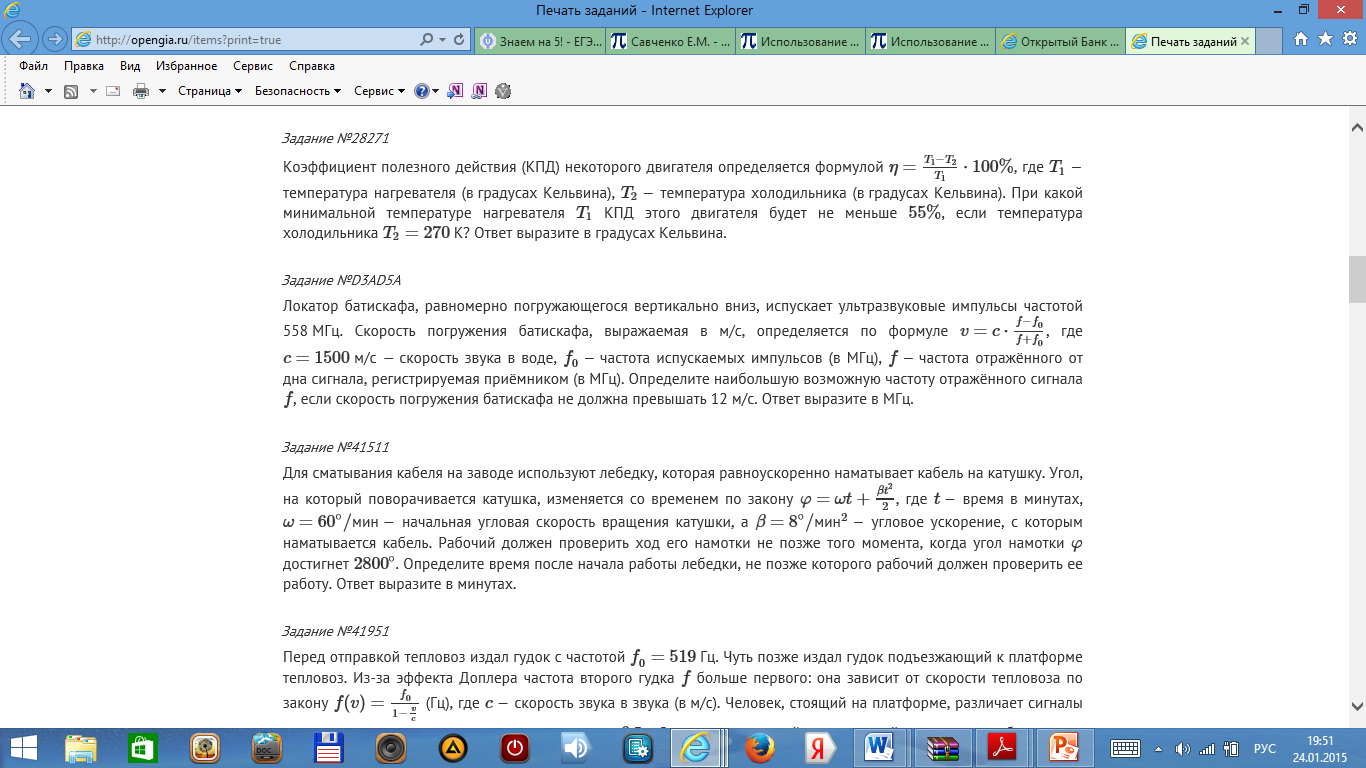 Печать заданий - Internet Explorer
http://opengia.ru/items?print=true
Знаем на 5! - ЕГЭ...
Савченко Е.М. - ...
Использование ...
Использование ...
Открытый Банк ...
Печать заданий
Файл Правка Вид Избранное Сервис Справка
Страница Безопасность Сервис
Задание №28271
Коэффициент полезного действия (КПД) некоторого двигателя определяется формулой η = (T₁−T₂)/T₁ · 100%, где T₁ −
температура нагревателя (в градусах Кельвина), T₂ − температура холодильника (в градусах Кельвина). При какой
минимальной температуре нагревателя T₁ КПД этого двигателя будет не меньше 55%, если температура
холодильника T₂ = 270 К? Ответ выразите в градусах Кельвина.
Задание №D3AD5A
Локатор батискафа, равномерно погружающегося вертикально вниз, испускает ультразвуковые импульсы частотой
558 МГц. Скорость погружения батискафа, выражаемая в м/с, определяется по формуле v = c · (f−f₀)/(f+f₀), где
c = 1500 м/с − скорость звука в воде, f₀ − частота испускаемых импульсов (в МГц), f − частота отражённого от
дна сигнала, регистрируемая приёмником (в МГц). Определите наибольшую возможную частоту отражённого сигнала
f, если скорость погружения батискафа не должна превышать 12 м/с. Ответ выразите в МГц.
Задание №41511
Для сматывания кабеля на заводе используют лебедку, которая равноускоренно наматывает кабель на катушку. Угол,
на который поворачивается катушка, изменяется со временем по закону φ = ωt + βt²/2, где t − время в минутах,
ω = 60°/мин − начальная угловая скорость вращения катушки, а β = 8°/мин² − угловое ускорение, с которым
наматывается кабель. Рабочий должен проверить ход его намотки не позже того момента, когда угол намотки φ
достигнет 2800°. Определите время после начала работы лебедки, не позже которого рабочий должен проверить ее
работу. Ответ выразите в минутах.
Задание №41951
Перед отправкой тепловоз издал гудок с частотой f₀ = 519 Гц. Чуть позже издал гудок подъезжающий к платформе
тепловоз. Из-за эффекта Доплера частота второго гудка f больше первого: она зависит от скорости тепловоза по
закону f(v) = f₀/(1−v/c) (Гц), где c − скорость звука в звука (в м/с). Человек, стоящий на платформе, различает сигналы
РУС
19:51
24.01.2015